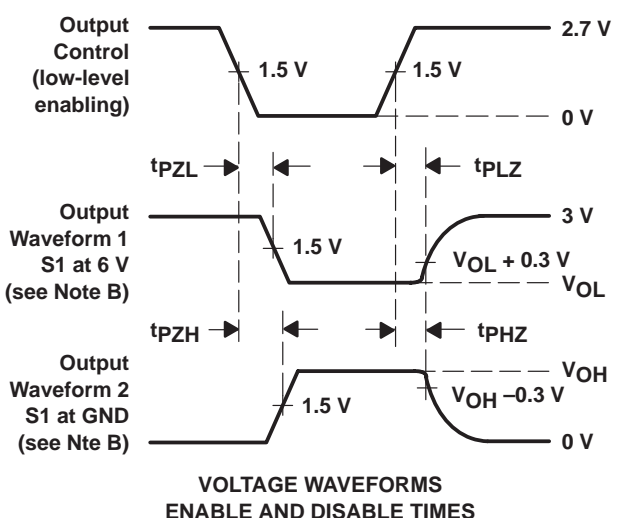 Output
Control
(low-level
enabling)
2.7 V
1.5 V
1.5 V
0 V
tPZL
tPLZ
Output
Waveform 1
S1 at 6 V
(see Note B)
3 V
1.5 V
VOL + 0.3 V
VOL
tPZH
tPHZ
Output
Waveform 2
S1 at GND
(see Nte B)
VOH
1.5 V
VOH –0.3 V
0 V
VOLTAGE WAVEFORMS
ENABLE AND DISABLE TIMES